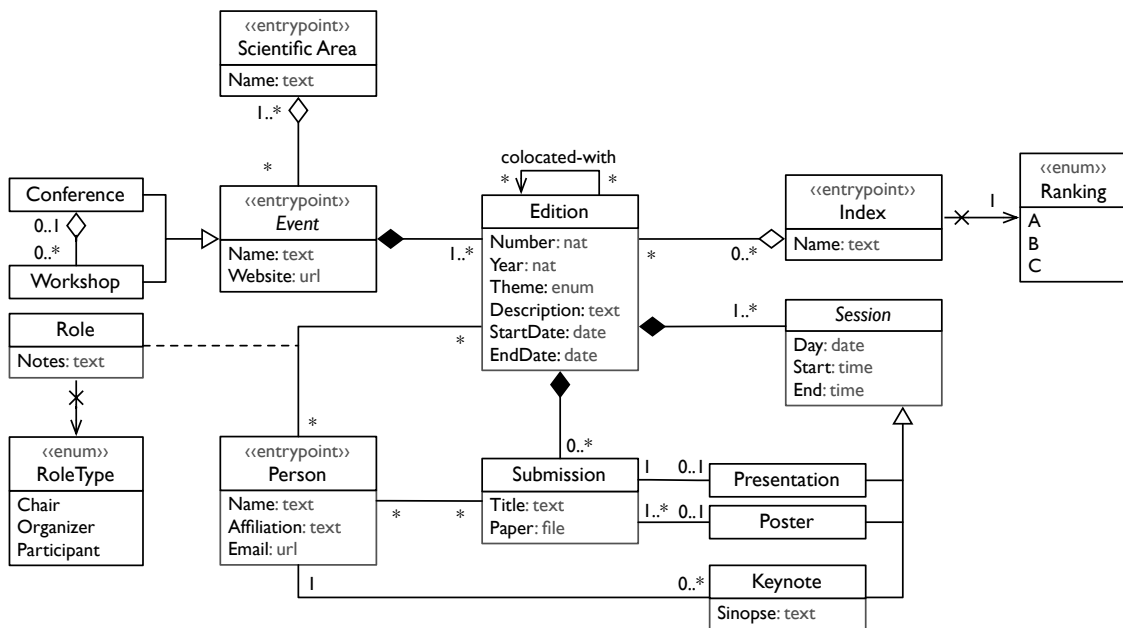 ‹‹entrypoint››
Scientific Area
Name: text
1..*
*
colocated-with
*
*
Conference
0..1
0..*
Workshop
‹‹entrypoint››
Event
Name: text
Website: url
1..*
Edition
Number: nat
Year: nat
Theme: enum
Description: text
StartDate: date
EndDate: date
*
0..*
‹‹entrypoint››
Index
Name: text
1
‹‹enum››
Ranking
A
B
C
Role
Notes: text
*
1..*
Session
Day: date
Start: time
End: time
‹‹enum››
RoleType
Chair
Organizer
Participant
*
‹‹entrypoint››
Person
Name: text
Affiliation: text
Email: url
*
*
0..*
Submission
Title: text
Paper: file
1
0..1
Presentation
1..*
0..1
Poster
1
0..*
Keynote
Sinopse: text